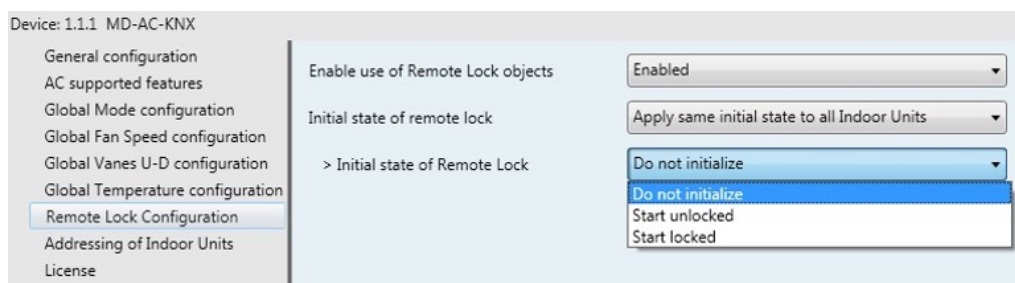 Device: 1.1.1 MD-AC-KNX
General configuration
AC supported features
Global Mode configuration
Global Fan Speed configuration
Global Vanes U-D configuration
Global Temperature configuration
Remote Lock Configuration
Addressing of Indoor Units
License
Enable use of Remote Lock objects
Enabled
Initial state of remote lock
Apply same initial state to all Indoor Units
> Initial state of Remote Lock
Do not initialize
Do not initialize
Start unlocked
Start locked